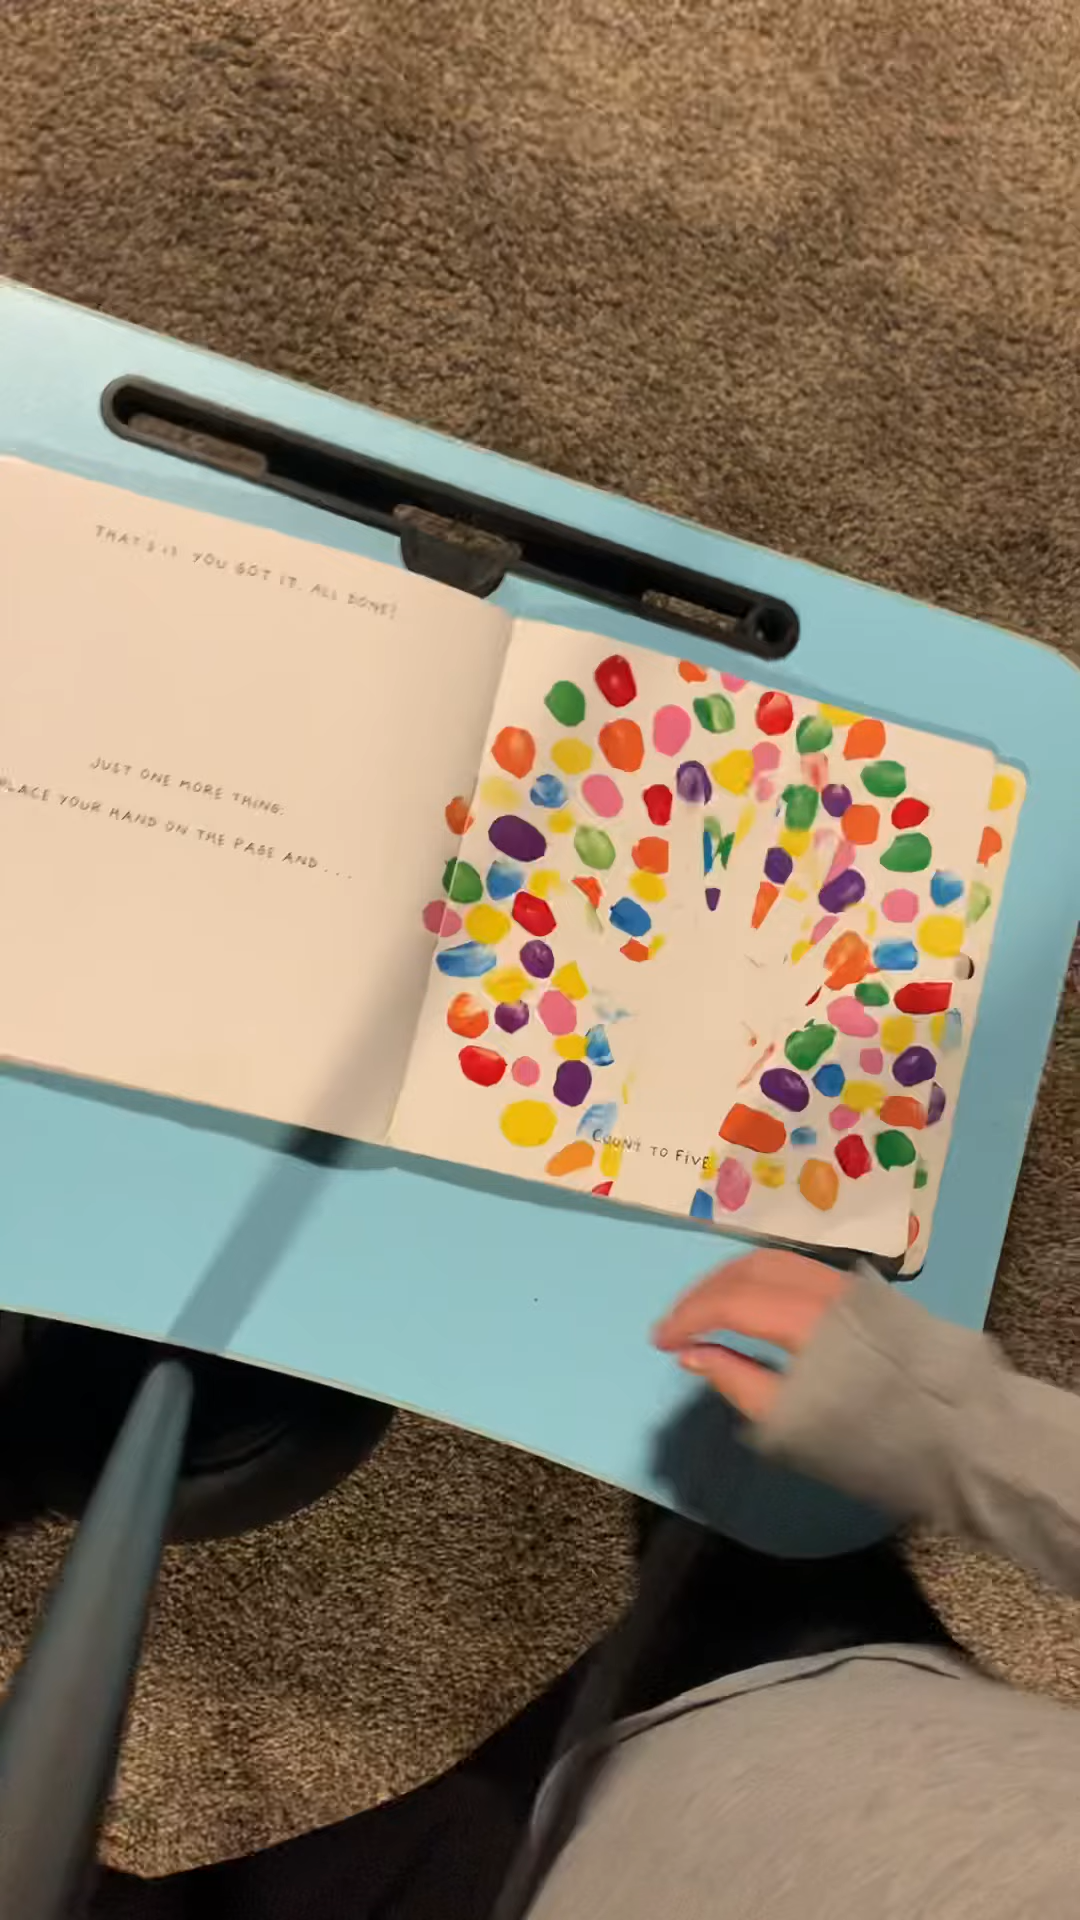 THAT'S IT. YOU GOT IT. ALL DONE!
JUST ONE MORE THING:
PLACE YOUR HAND ON THE PAGE AND . . .
COUNT TO FIVE.